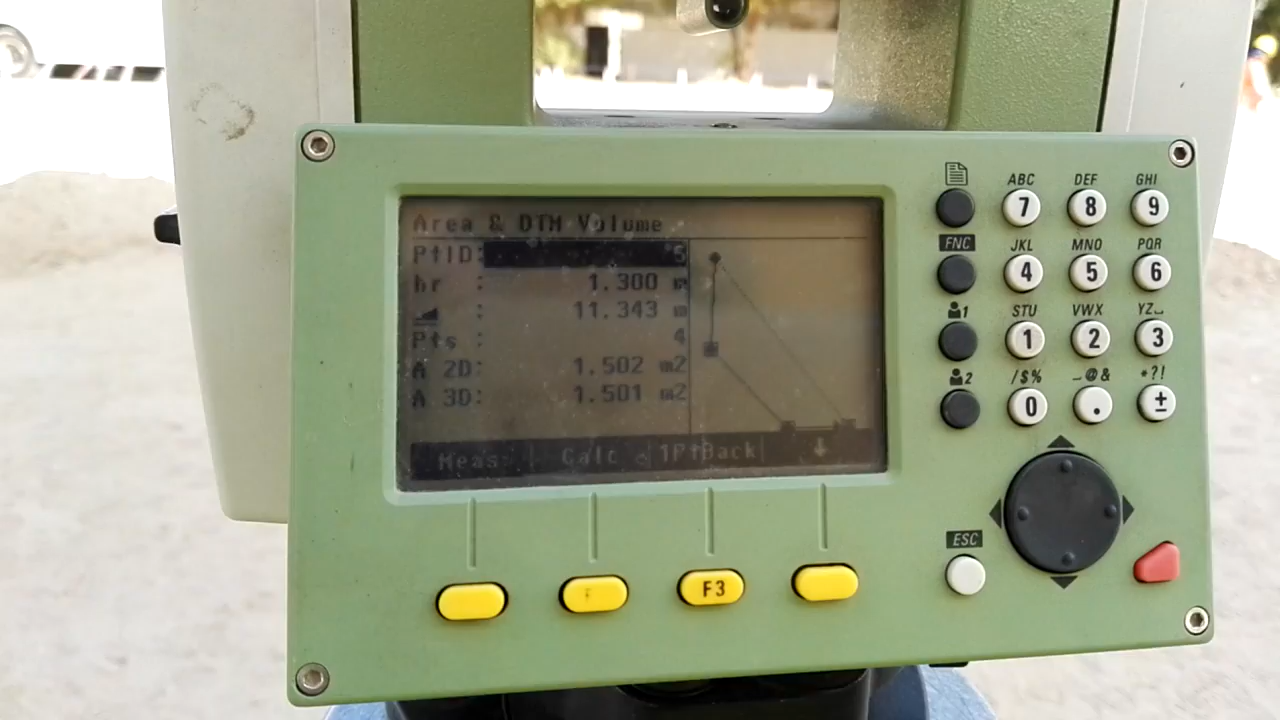 Area & DTM Volume
PtID: 5
hr : 1.300 m
: 11.343 m
Pts : 4
A 2D: 1.502 m2
A 3D: 1.501 m2
Meas Calc 1PtBack ↓
F3
ABC DEF GHI
7 8 9
FNC JKL MNO PQR
4 5 6
1 STU VWX YZ
1 2 3
2 /$% _@& *?!
0 . ±
ESC